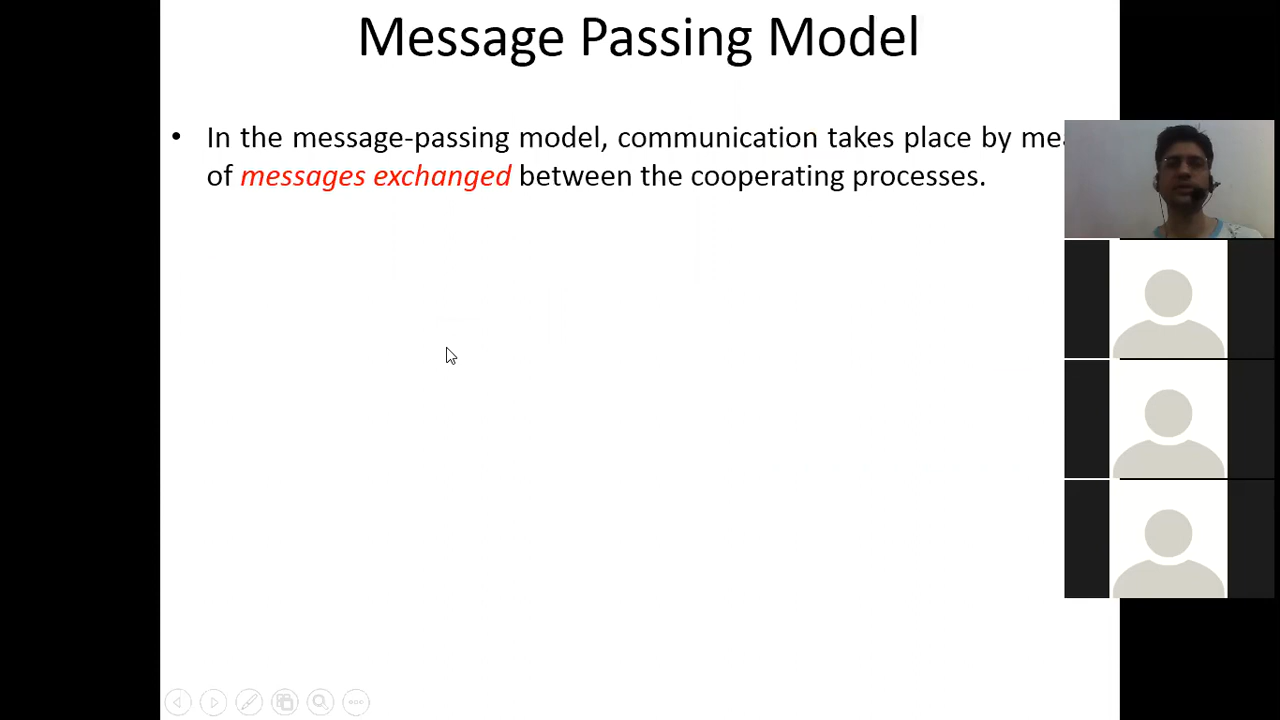 Message Passing Model
• In the message-passing model, communication takes place by
of messages exchanged between the cooperating processes.